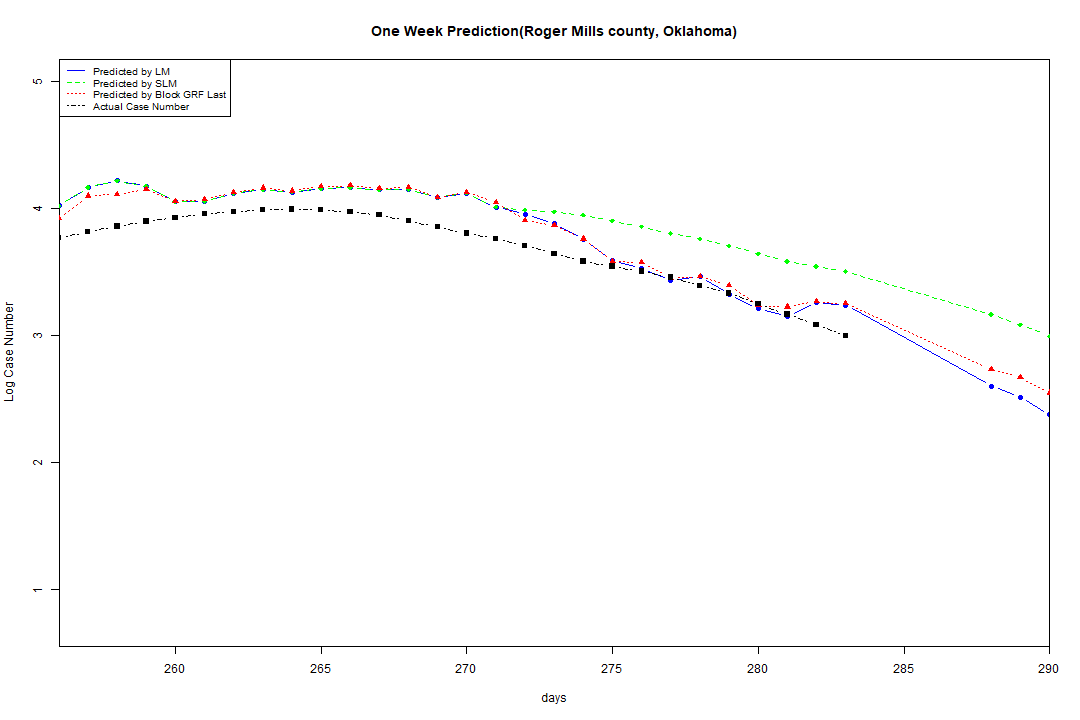 One Week Prediction(Roger Mills county, Oklahoma)
Predicted by LM
Predicted by SLM
Predicted by Block GRF Last
Actual Case Number
5
4
3
2
1
Log Case Number
260 265 270 275 280 285 290
days